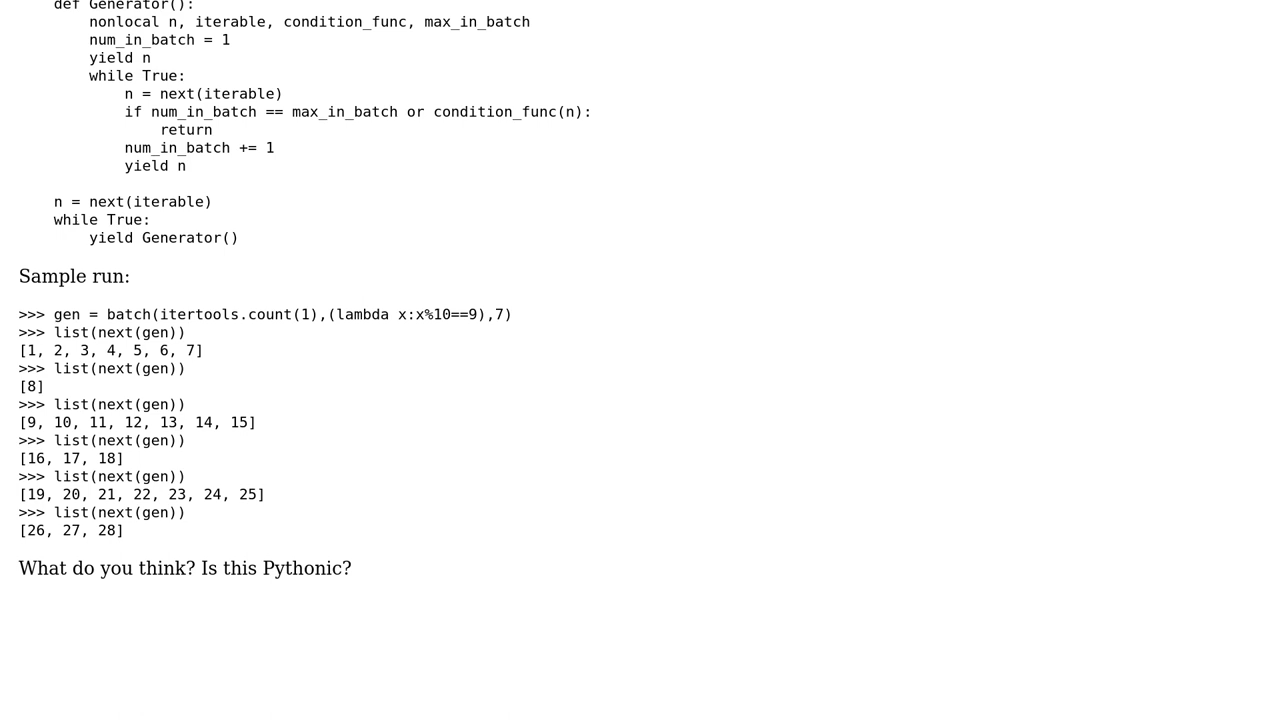 def Generator():
nonlocal n, iterable, condition_func, max_in_batch
num_in_batch = 1
yield n
while True:
n = next(iterable)
if num_in_batch == max_in_batch or condition_func(n):
return
num_in_batch += 1
yield n
n = next(iterable)
while True:
yield Generator()
Sample run:
>>> gen = batch(itertools.count(1),(lambda x:x%10==9),7)
>>> list(next(gen))
[1, 2, 3, 4, 5, 6, 7]
>>> list(next(gen))
[8]
>>> list(next(gen))
[9, 10, 11, 12, 13, 14, 15]
>>> list(next(gen))
[16, 17, 18]
>>> list(next(gen))
[19, 20, 21, 22, 23, 24, 25]
>>> list(next(gen))
[26, 27, 28]
What do you think? Is this Pythonic?